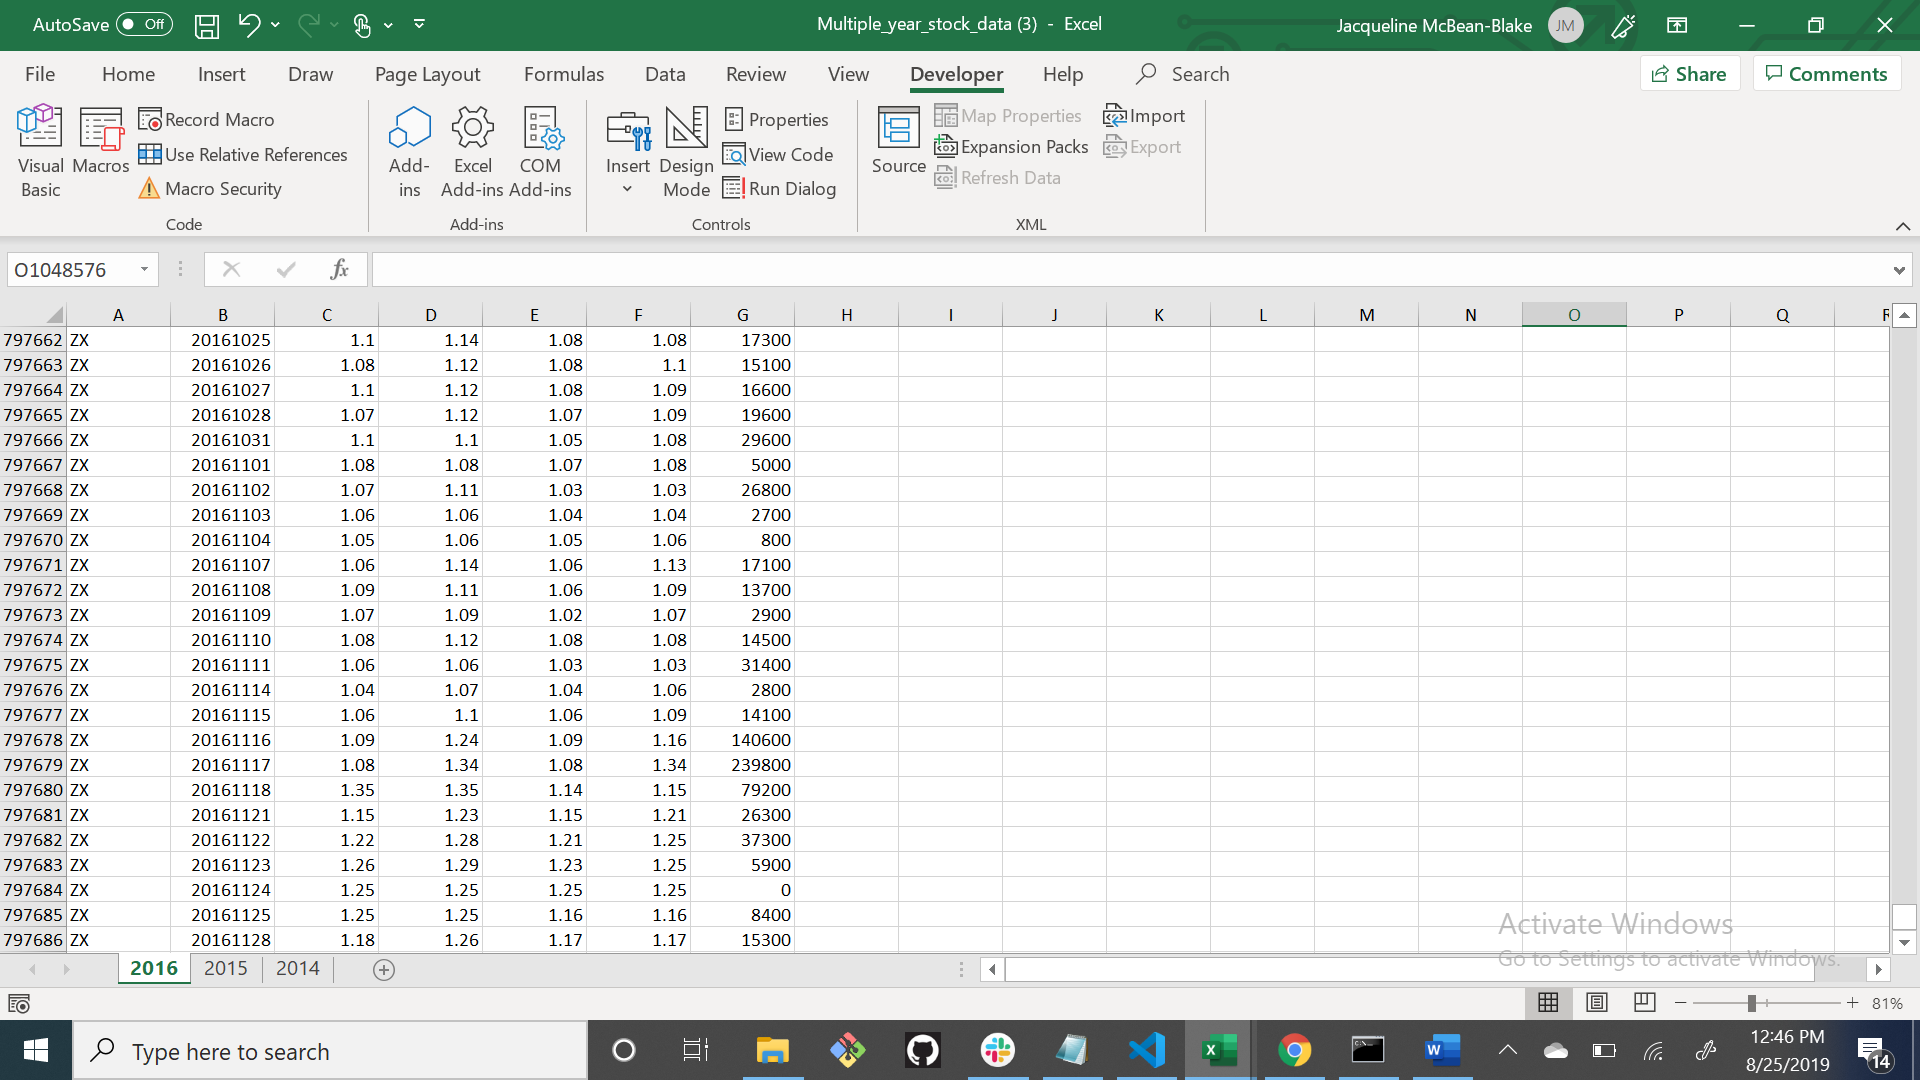 AutoSave Off Multiple_year_stock_data (3) - Excel Jacqueline McBean-Blake JM
File Home Insert Draw Page Layout Formulas Data Review View Developer Help Search Share Comments
Visual Basic
Macros
Record Macro
Use Relative References
Macro Security
Code
Add-ins
Excel Add-ins
COM Add-ins
Add-ins
Insert
Design Mode
Properties
View Code
Run Dialog
Controls
Source
Map Properties
Expansion Packs
Refresh Data
Import
Export
XML
O1048576 fx
A B C D E F G H I J K L M N O P Q
797662 ZX 20161025 1.1 1.14 1.08 1.08 17300
797663 ZX 20161026 1.08 1.12 1.08 1.1 15100
797664 ZX 20161027 1.1 1.12 1.08 1.09 16600
797665 ZX 20161028 1.07 1.12 1.07 1.09 19600
797666 ZX 20161031 1.1 1.1 1.05 1.08 29600
797667 ZX 20161101 1.08 1.08 1.07 1.08 5000
797668 ZX 20161102 1.07 1.11 1.03 1.03 26800
797669 ZX 20161103 1.06 1.06 1.04 1.04 2700
797670 ZX 20161104 1.05 1.06 1.05 1.06 800
797671 ZX 20161107 1.06 1.14 1.06 1.13 17100
797672 ZX 20161108 1.09 1.11 1.06 1.09 13700
797673 ZX 20161109 1.07 1.09 1.02 1.07 2900
797674 ZX 20161110 1.08 1.12 1.08 1.08 14500
797675 ZX 20161111 1.06 1.06 1.03 1.03 31400
797676 ZX 20161114 1.04 1.07 1.04 1.06 2800
797677 ZX 20161115 1.06 1.1 1.06 1.09 14100
797678 ZX 20161116 1.09 1.24 1.09 1.16 140600
797679 ZX 20161117 1.08 1.34 1.08 1.34 239800
797680 ZX 20161118 1.35 1.35 1.14 1.15 79200
797681 ZX 20161121 1.15 1.23 1.15 1.21 26300
797682 ZX 20161122 1.22 1.28 1.21 1.25 37300
797683 ZX 20161123 1.26 1.29 1.23 1.25 5900
797684 ZX 20161124 1.25 1.25 1.25 1.25 0
797685 ZX 20161125 1.25 1.25 1.16 1.16 8400
797686 ZX 20161128 1.18 1.26 1.17 1.17 15300
Activate Windows
Go to Settings to activate Windows.
2016 2015 2014
81%
Type here to search
12:46 PM
8/25/2019
14